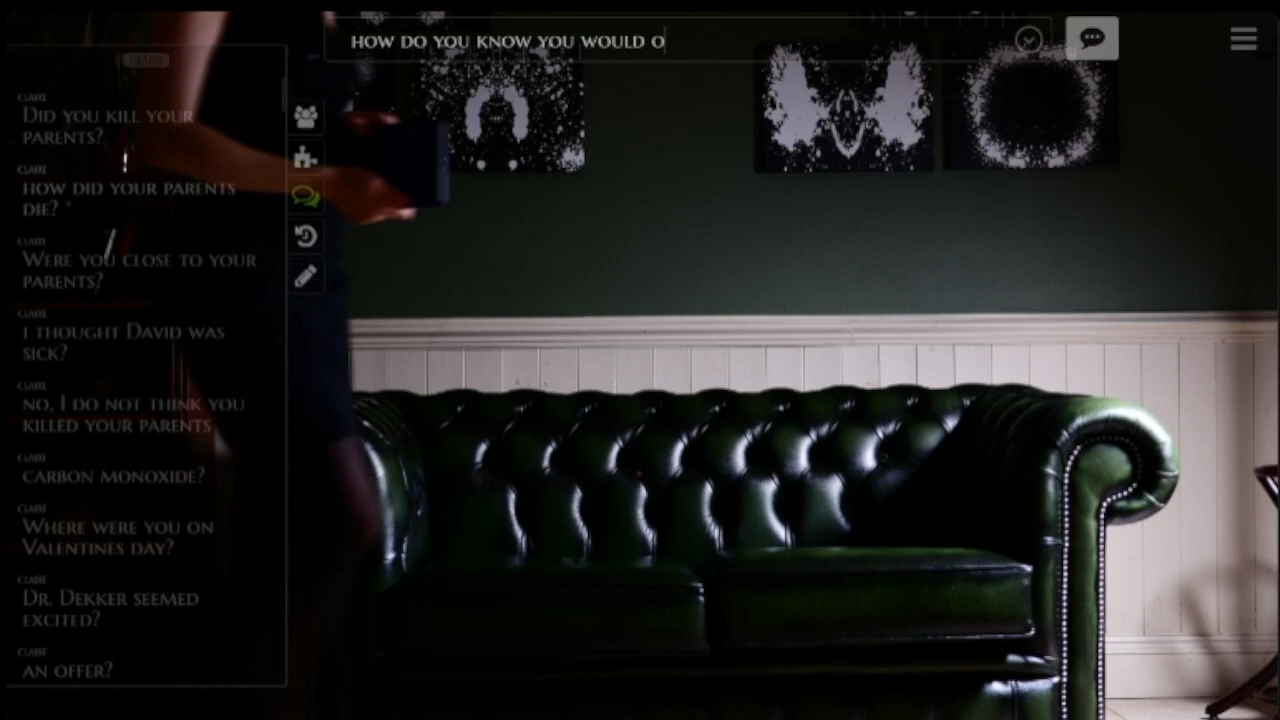 HOW DO YOU KNOW YOU WOULD O
CLAIRE
CLAIRE
DID YOU KILL YOUR
PARENTS?
CLAIRE
HOW DID YOUR PARENTS
DIE? *
CLAIRE
WERE YOU CLOSE TO YOUR
PARENTS?
CLAIRE
I THOUGHT DAVID WAS
SICK?
CLAIRE
NO, I DO NOT THINK YOU
KILLED YOUR PARENTS
CLAIRE
CARBON MONOXIDE?
CLAIRE
WHERE WERE YOU ON
VALENTINES DAY?
CLAIRE
DR. DEKKER SEEMED
EXCITED?
CLAIRE
AN OFFER?